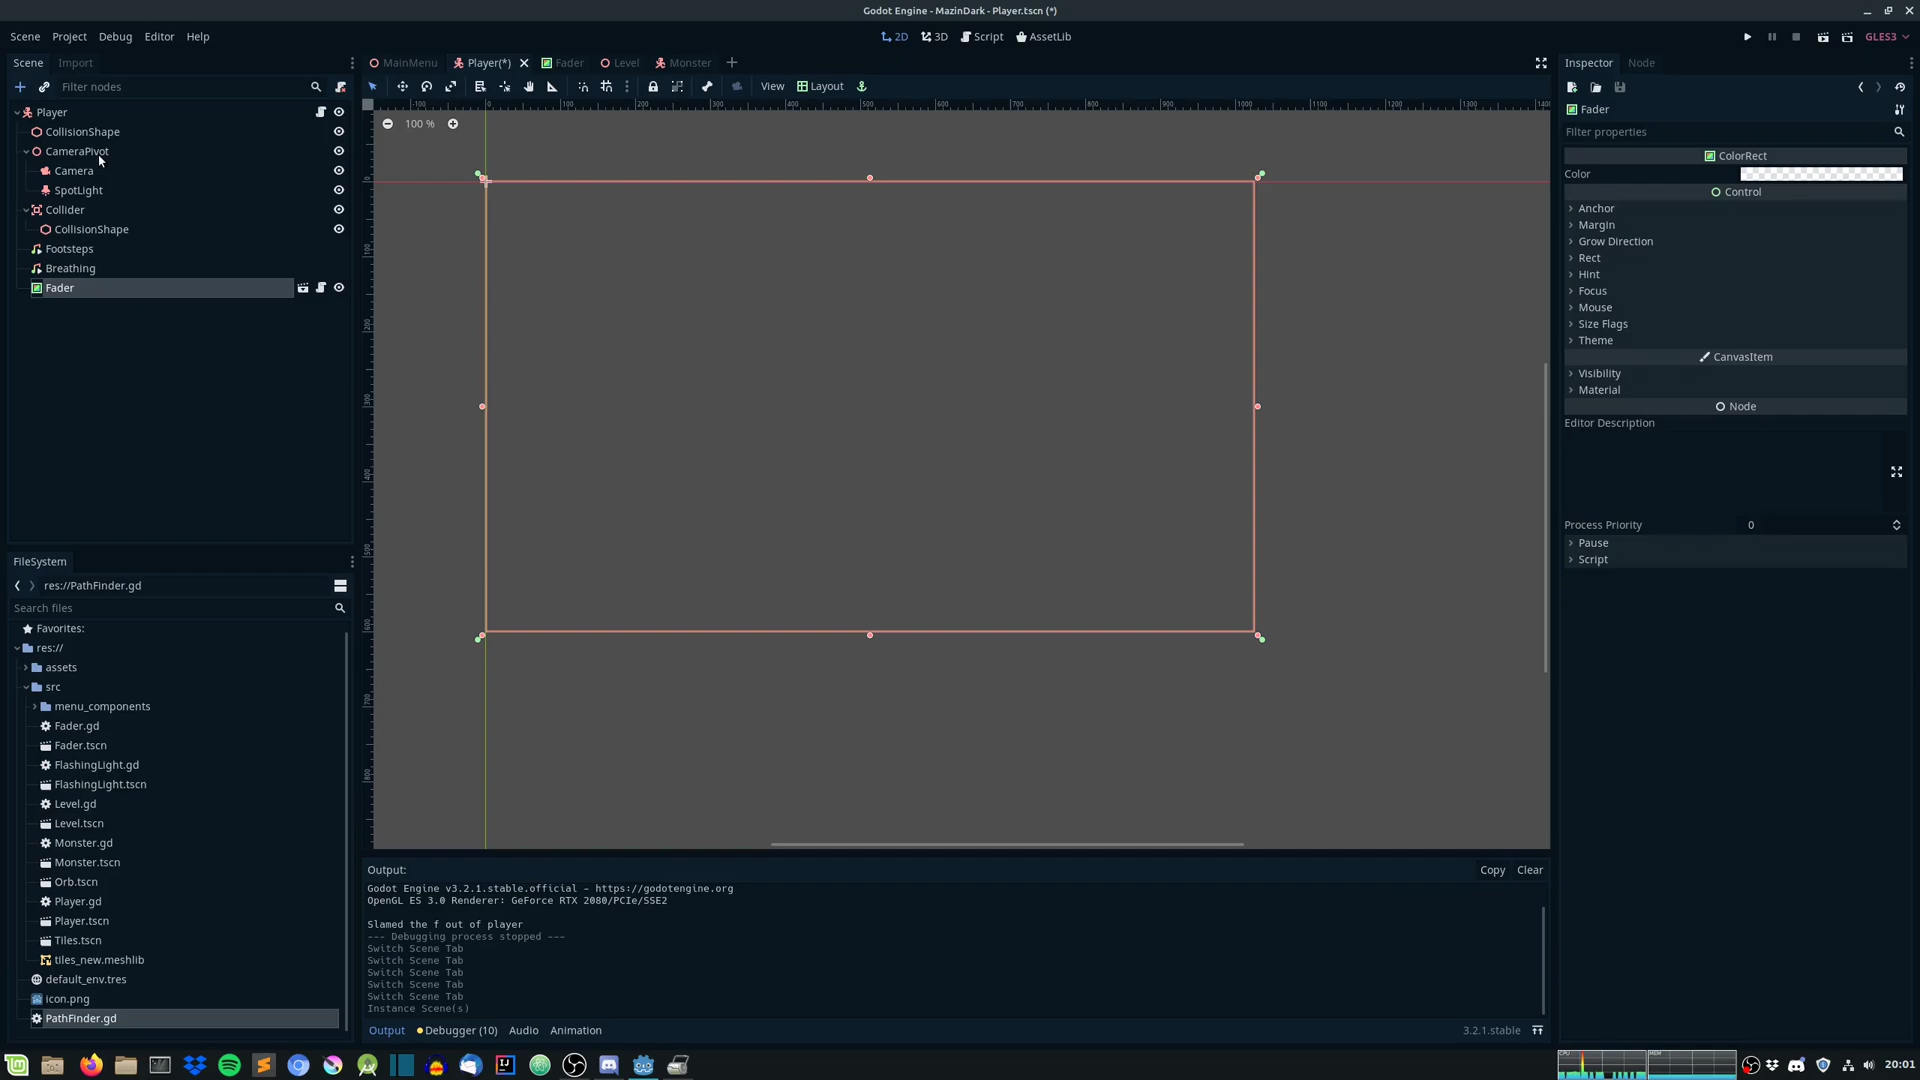 Godot Engine - MazinDark - Player.tscn (*)
Scene Project Debug Editor Help
2D 3D Script AssetLib
GLES3
Scene Import
MainMenu Player(*) Fader Level Monster
Inspector Node
Filter nodes
View Layout
Fader
Player
CollisionShape
CameraPivot
Camera
SpotLight
Collider
CollisionShape
Footsteps
Breathing
Fader
100 %
Filter properties
ColorRect
Color
Control
Anchor
Margin
Grow Direction
Rect
Hint
Focus
Mouse
Size Flags
Theme
CanvasItem
Visibility
Material
Node
Editor Description
Process Priority 0
Pause
Script
FileSystem
res://PathFinder.gd
Search files
Favorites:
res://
assets
src
menu_components
Fader.gd
Fader.tscn
FlashingLight.gd
FlashingLight.tscn
Level.gd
Level.tscn
Monster.gd
Monster.tscn
Orb.tscn
Player.gd
Player.tscn
Tiles.tscn
tiles_new.meshlib
default_env.tres
icon.png
PathFinder.gd
Output:
Copy Clear
Godot Engine v3.2.1.stable.official - https://godotengine.org
OpenGL ES 3.0 Renderer: GeForce RTX 2080/PCIe/SSE2
Slamed the f out of player
--- Debugging process stopped ---
Switch Scene Tab
Switch Scene Tab
Switch Scene Tab
Switch Scene Tab
Switch Scene Tab
Instance Scene(s)
Output Debugger (10) Audio Animation
3.2.1.stable
20:01